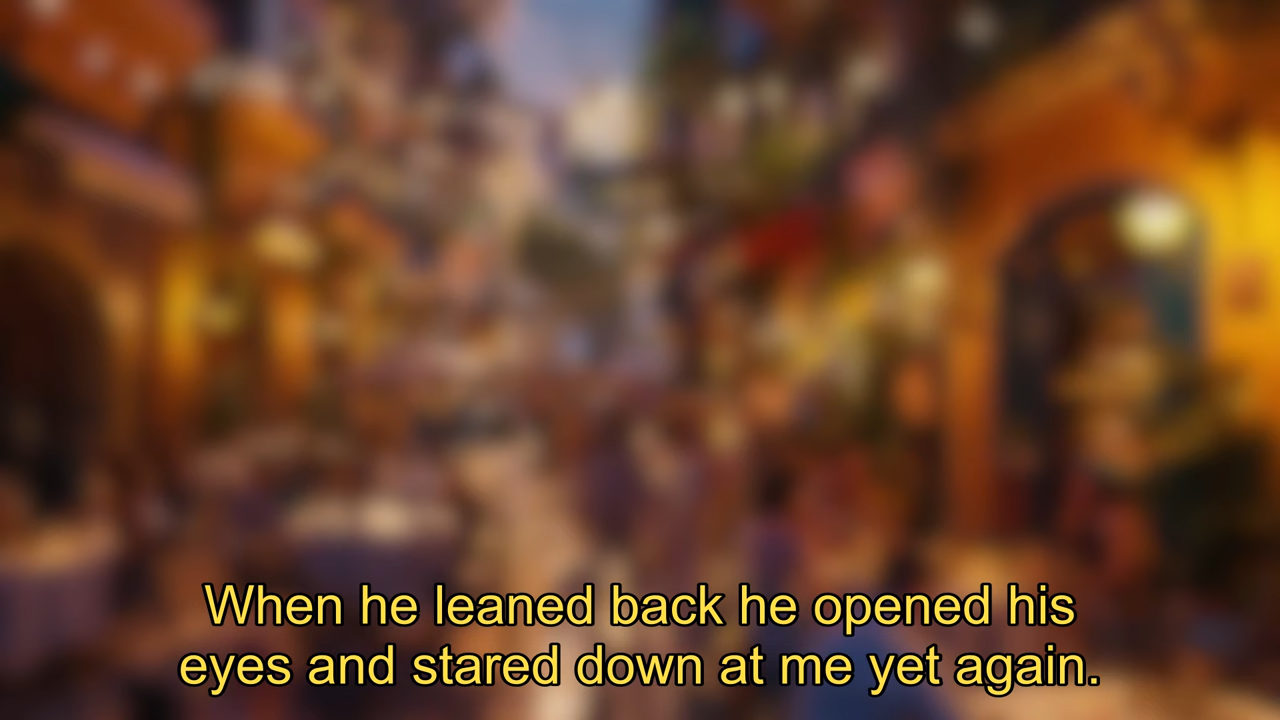 When he leaned back he opened his
eyes and stared down at me yet again.